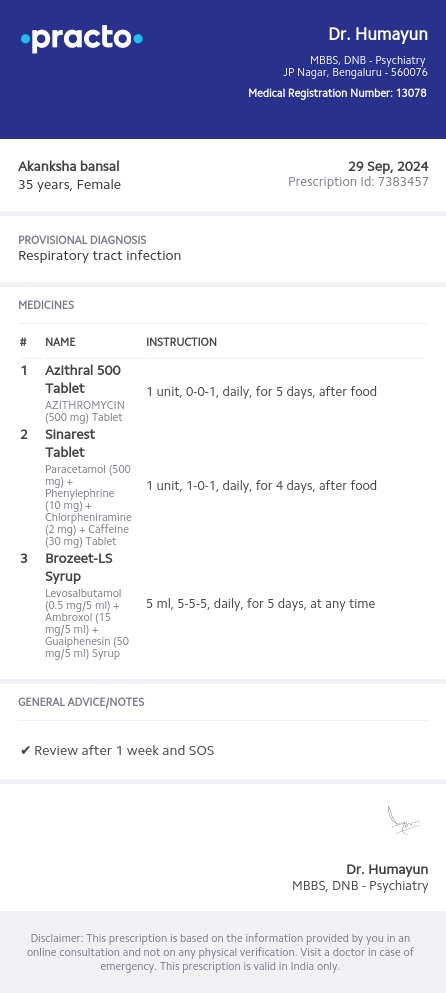 practo
Dr. Humayun
MBBS, DNB - Psychiatry
JP Nagar, Bengaluru - 560076
Medical Registration Number: 13078
Akanksha bansal
29 Sep, 2024
35 years, Female
Prescription Id: 7383457
PROVISIONAL DIAGNOSIS
Respiratory tract infection
MEDICINES
# NAME INSTRUCTION
1 Azithral 500
Tablet
AZITHROMYCIN
(500 mg) Tablet
1 unit, 0-0-1, daily, for 5 days, after food
2 Sinarest
Tablet
Paracetamol (500
mg) +
Phenylephrine
(10 mg) +
Chlorpheniramine
(2 mg) + Caffeine
(30 mg) Tablet
1 unit, 1-0-1, daily, for 4 days, after food
3 Brozeet-LS
Syrup
Levosalbutamol
(0.5 mg/5 ml) +
Ambroxol (15
mg/5 ml) +
Guaiphenesin (50
mg/5 ml) Syrup
5 ml, 5-5-5, daily, for 5 days, at any time
GENERAL ADVICE/NOTES
✔ Review after 1 week and SOS
Dr. Humayun
MBBS, DNB - Psychiatry
Disclaimer: This prescription is based on the information provided by you in an
online consultation and not on any physical verification. Visit a doctor in case of
emergency. This prescription is valid in India only.